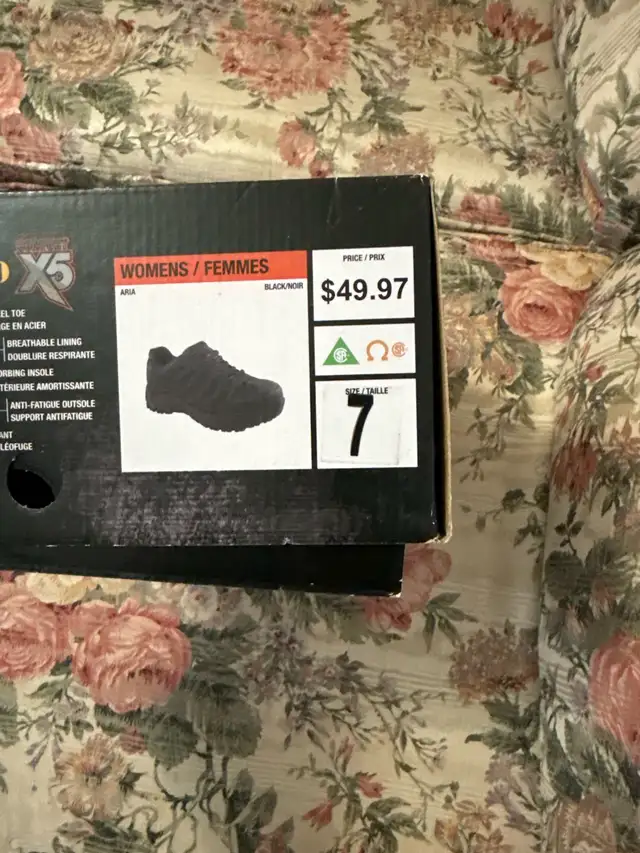 X5
EL TOE
GE EN ACIER
BREATHABLE LINING
DOUBLURE RESPIRANTE
ORBING INSOLE
TÉRIEURE AMORTISSANTE
ANTI-FATIGUE OUTSOLE
SUPPORT ANTIFATIGUE
ANT
LÉOFUGE
WOMENS / FEMMES
ARIA
BLACK/NOIR
PRICE / PRIX
$49.97
SIZE / TAILLE
7